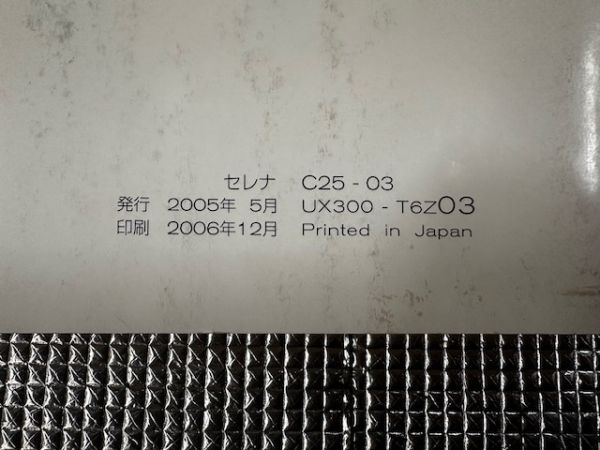 セレナ C25 - 03
発行 2005年 5月 UX300 - T6Z03
印刷 2006年12月 Printed in Japan